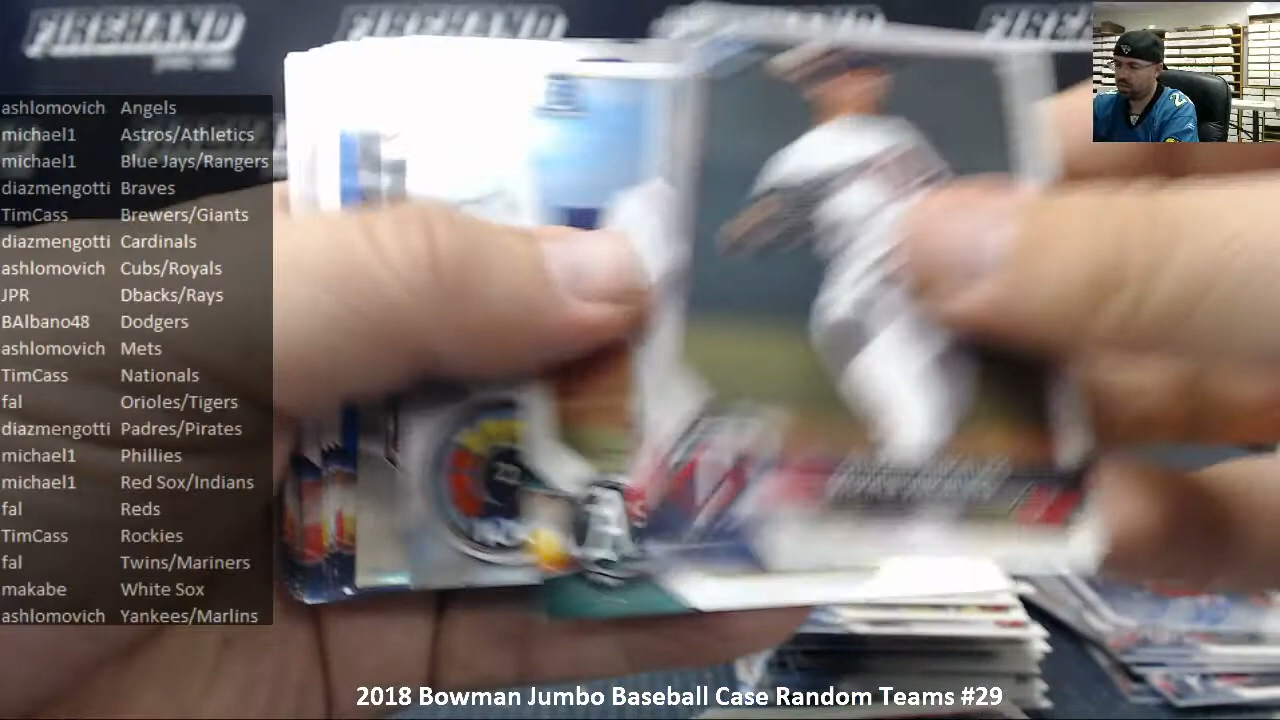 FIREHAND
FIREHAND
FIREHAND
ashlomovich Angels
michael1 Astros/Athletics
michael1 Blue Jays/Rangers
diazmengotti Braves
TimCass Brewers/Giants
diazmengotti Cardinals
ashlomovich Cubs/Royals
JPR Dbacks/Rays
BAlbano48 Dodgers
ashlomovich Mets
TimCass Nationals
fal Orioles/Tigers
diazmengotti Padres/Pirates
michael1 Phillies
michael1 Red Sox/Indians
fal Reds
TimCass Rockies
fal Twins/Mariners
makabe White Sox
ashlomovich Yankees/Marlins
2018 Bowman Jumbo Baseball Case Random Teams #29